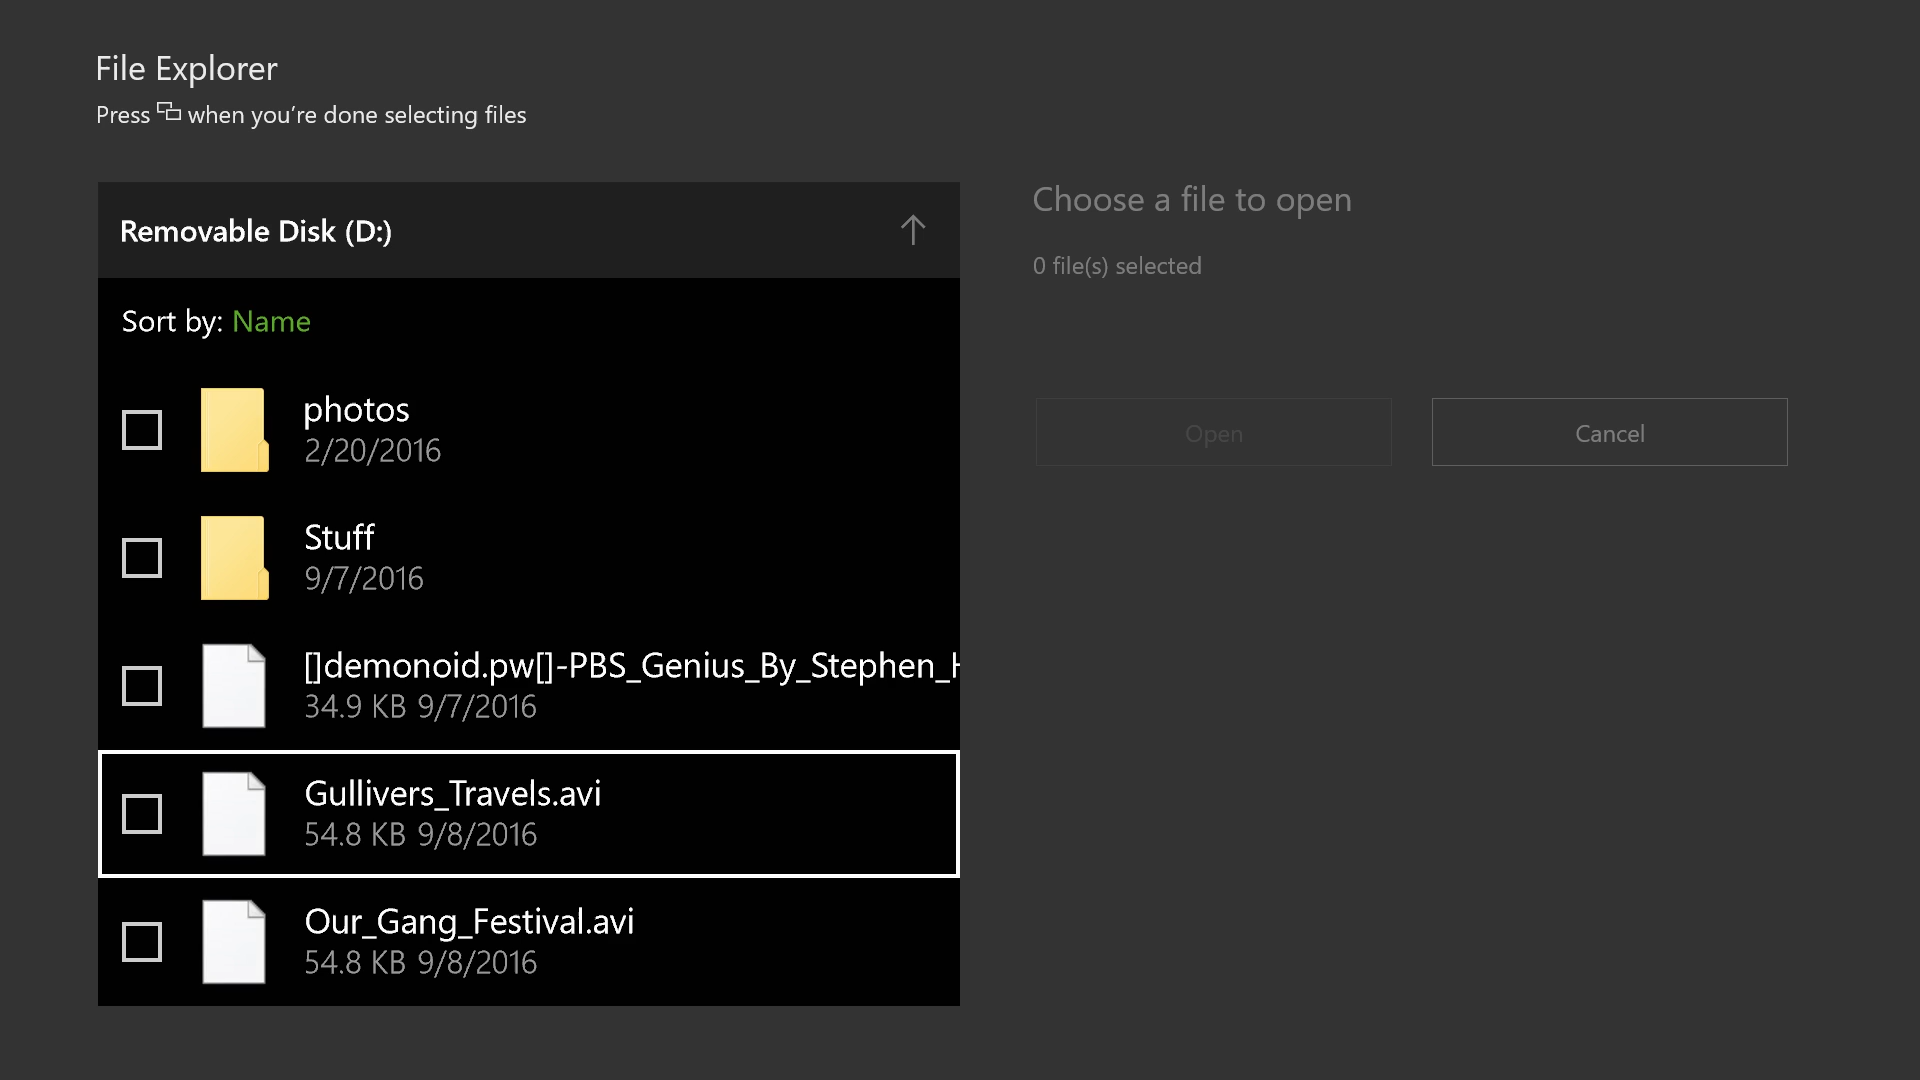 File Explorer
Press when you're done selecting files
Removable Disk (D:)
Choose a file to open
0 file(s) selected
Open
Cancel
Sort by: Name
photos
2/20/2016
Stuff
9/7/2016
[]demonoid.pw[]-PBS_Genius_By_Stephen_H
34.9 KB 9/7/2016
Gullivers_Travels.avi
54.8 KB 9/8/2016
Our_Gang_Festival.avi
54.8 KB 9/8/2016